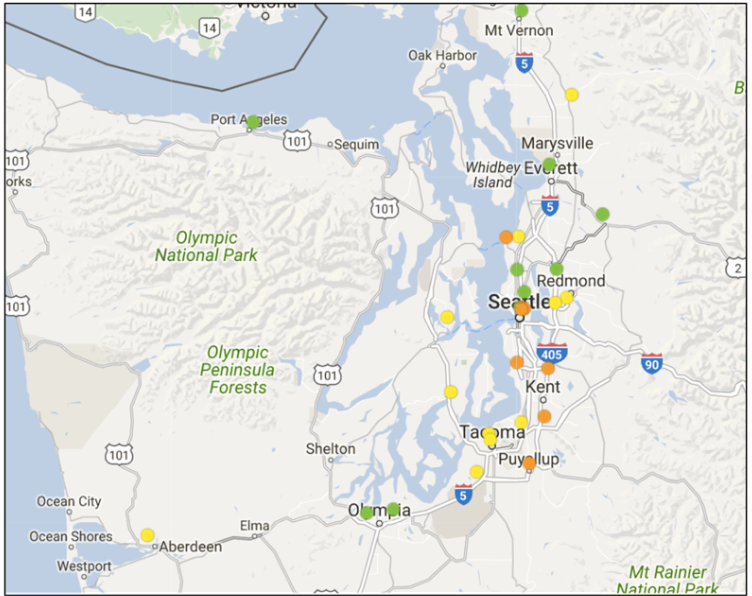 Victoria
14
14
Mt Vernon
Oak Harbor
5
B
Port Angeles
101
Sequim
Marysville
101
Whidbey
Island
Everett
orks
101
5
Olympic
National Park
2
Redmond
Seattle
101
Olympic
Peninsula
Forests
405
90
101
Kent
Tacoma
101
Shelton
Puyallup
5
Ocean City
Olympia
Elma
Ocean Shores
Aberdeen
Westport
Mt Rainier
National Park